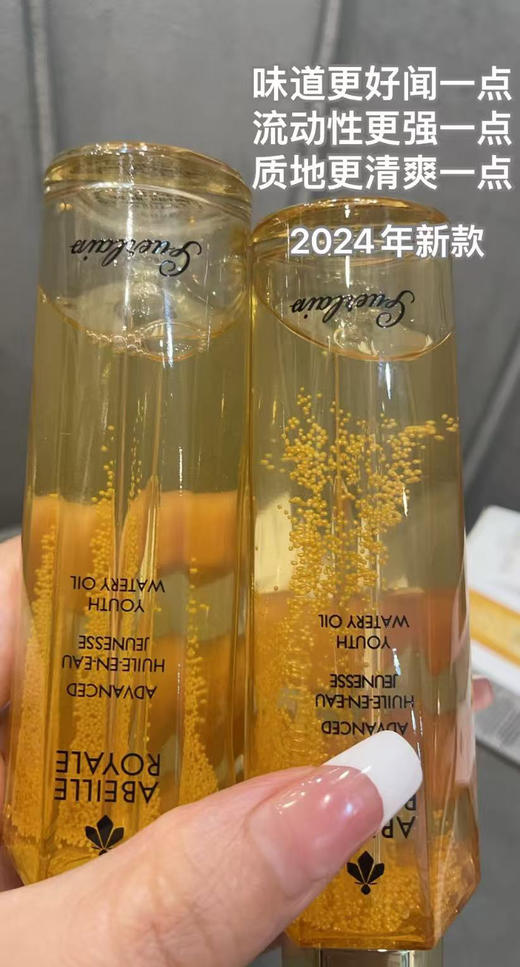 味道更好闻一点
流动性更强一点
质地更清爽一点
2024年新款
Guerlain
YOUTH
WATERY OIL
ADVANCED
HUILE-EN-EAU
JEUNESSE
ABEILLE
ROYALE
Guerlain
YOUTH
WATERY OIL
ADVANCED
HUILE-EN-EAU
JEUNESSE